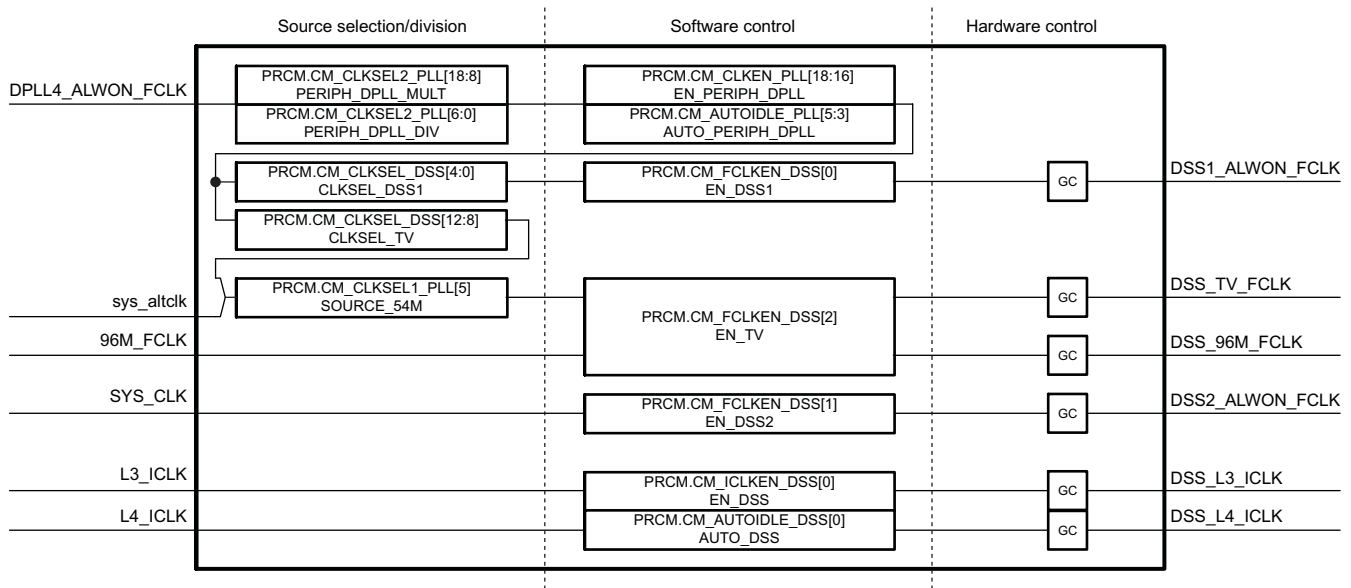 Source selection/division
Software control
Hardware control
DPLL4_ALWON_FCLK
PRCM.CM_CLKSEL2_PLL[18:8]
PERIPH_DPLL_MULT
PRCM.CM_CLKSEL2_PLL[6:0]
PERIPH_DPLL_DIV
PRCM.CM_CLKEN_PLL[18:16]
EN_PERIPH_DPLL
PRCM.CM_AUTOIDLE_PLL[5:3]
AUTO_PERIPH_DPLL
PRCM.CM_CLKSEL_DSS[4:0]
CLKSEL_DSS1
PRCM.CM_FCLKEN_DSS[0]
EN_DSS1
GC
DSS1_ALWON_FCLK
PRCM.CM_CLKSEL_DSS[12:8]
CLKSEL_TV
sys_altclk
PRCM.CM_CLKSEL1_PLL[5]
SOURCE_54M
PRCM.CM_FCLKEN_DSS[2]
EN_TV
GC
DSS_TV_FCLK
96M_FCLK
GC
DSS_96M_FCLK
SYS_CLK
PRCM.CM_FCLKEN_DSS[1]
EN_DSS2
GC
DSS2_ALWON_FCLK
L3_ICLK
PRCM.CM_ICLKEN_DSS[0]
EN_DSS
GC
DSS_L3_ICLK
L4_ICLK
PRCM.CM_AUTOIDLE_DSS[0]
AUTO_DSS
GC
DSS_L4_ICLK